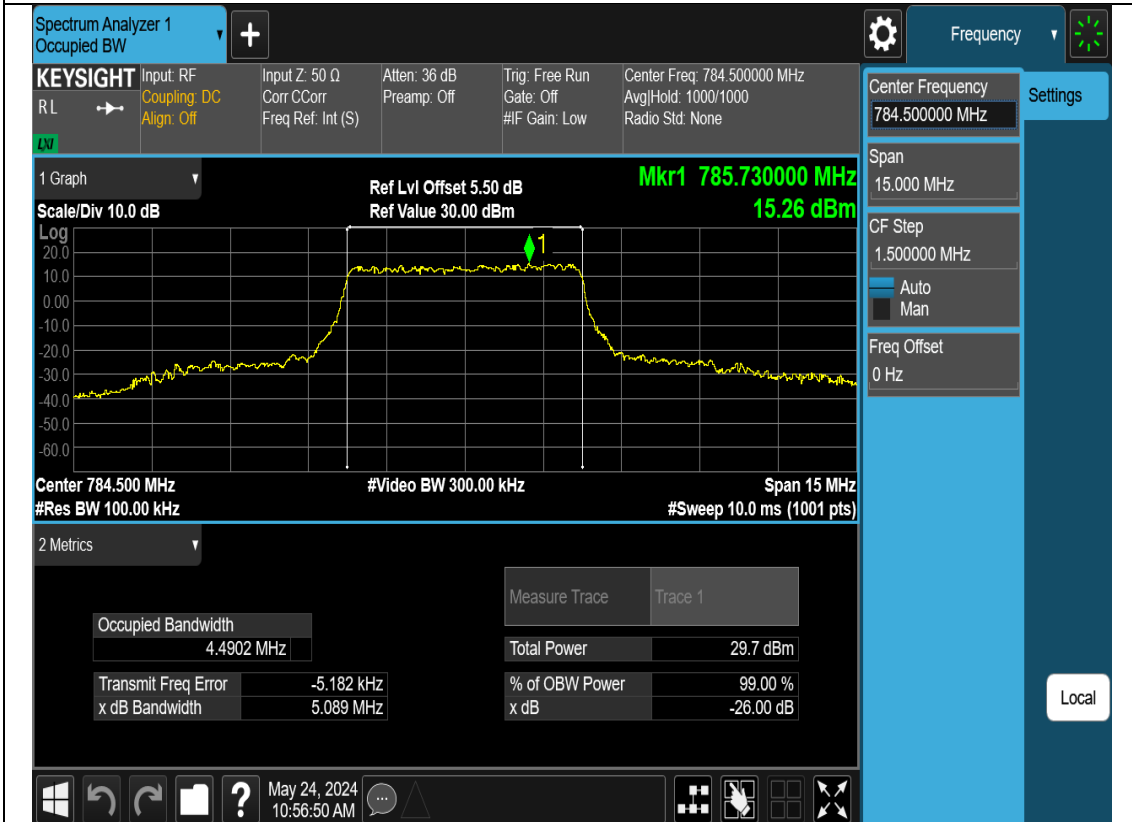 Spectrum Analyzer 1
Occupied BW
+
Frequency
KEYSIGHT
R L
LXI
Input: RF
Coupling: DC
Align: Off
Input Z: 50 Ω
Corr CCorr
Freq Ref: Int (S)
Atten: 36 dB
Preamp: Off
Trig: Free Run
Gate: Off
#IF Gain: Low
Center Freq: 784.500000 MHz
Avg|Hold: 1000/1000
Radio Std: None
Center Frequency
784.500000 MHz
Settings
Span
15.000 MHz
CF Step
1.500000 MHz
Auto
Man
Freq Offset
0 Hz
Local
1 Graph
Scale/Div 10.0 dB
Ref Lvl Offset 5.50 dB
Ref Value 30.00 dBm
Mkr1 785.730000 MHz
15.26 dBm
Log
20.0
10.0
0.00
-10.0
-20.0
-30.0
-40.0
-50.0
-60.0
1
Center 784.500 MHz
#Video BW 300.00 kHz
Span 15 MHz
#Res BW 100.00 kHz
#Sweep 10.0 ms (1001 pts)
2 Metrics
Measure Trace
Trace 1
Occupied Bandwidth
4.4902 MHz
Total Power
29.7 dBm
Transmit Freq Error
-5.182 kHz
% of OBW Power
99.00 %
x dB Bandwidth
5.089 MHz
x dB
-26.00 dB
?
May 24, 2024
10:56:50 AM